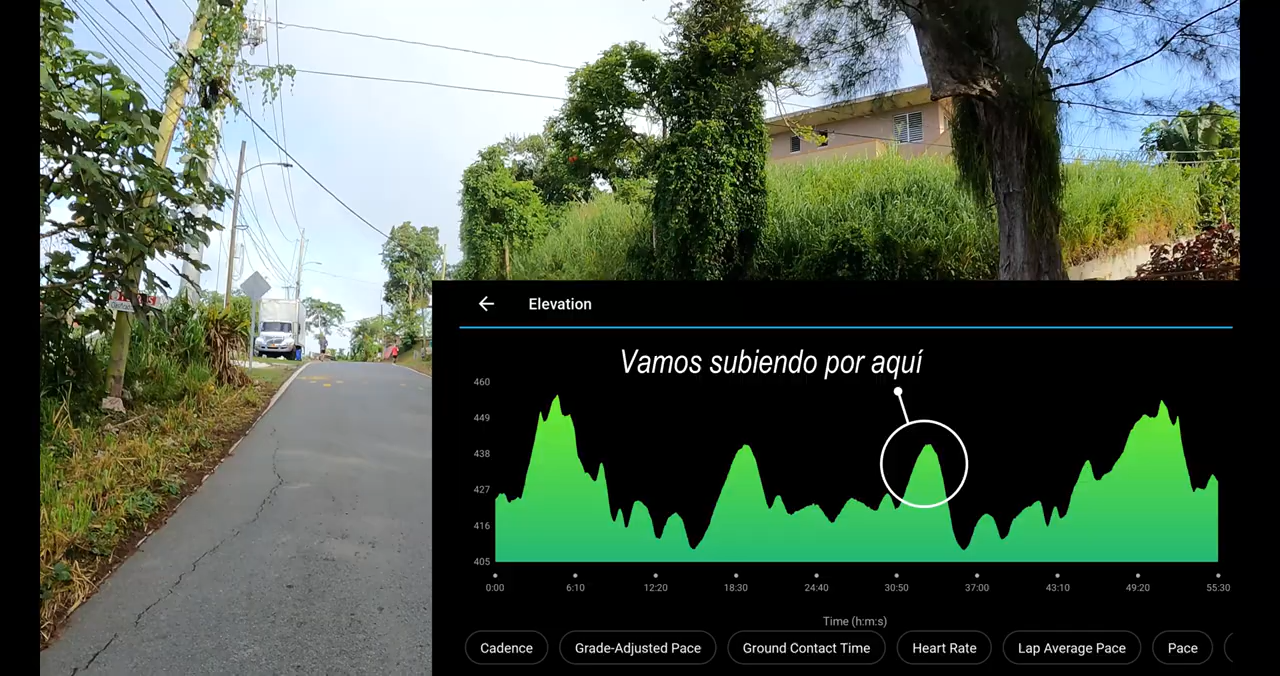 Elevation
Vamos subiendo por aquí
460
449
438
427
416
405
0:00 6:10 12:20 18:30 24:40 30:50 37:00 43:10 49:20 55:30
Time (h:m:s)
Cadence Grade-Adjusted Pace Ground Contact Time Heart Rate Lap Average Pace Pace